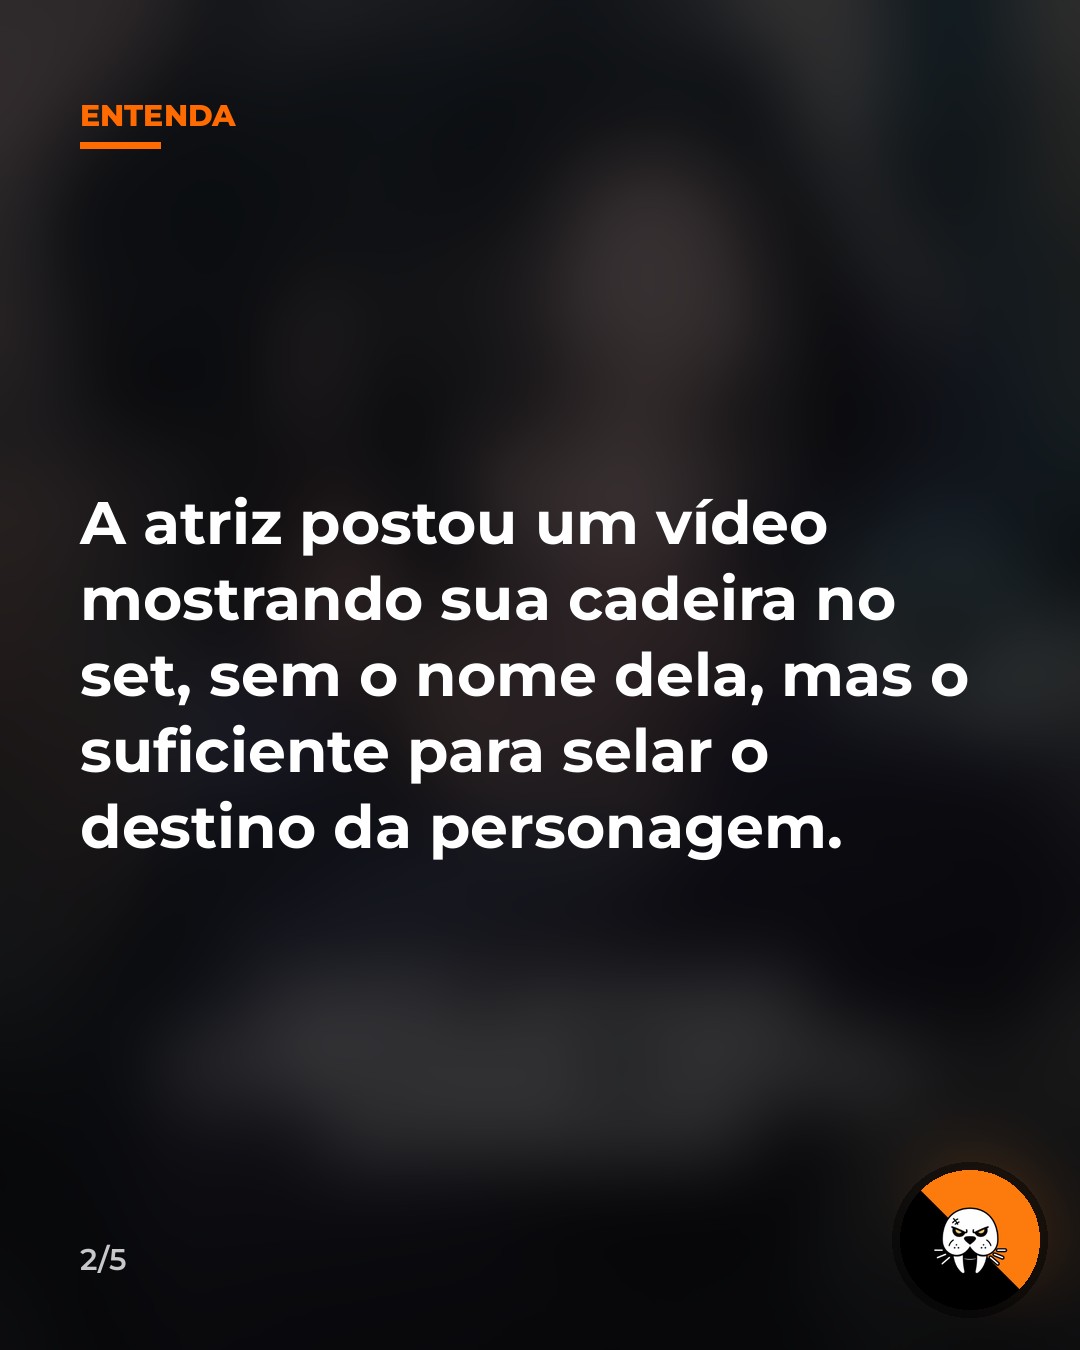 ENTENDA
A atriz postou um vídeo
mostrando sua cadeira no
set, sem o nome dela, mas o
suficiente para selar o
destino da personagem.
2/5